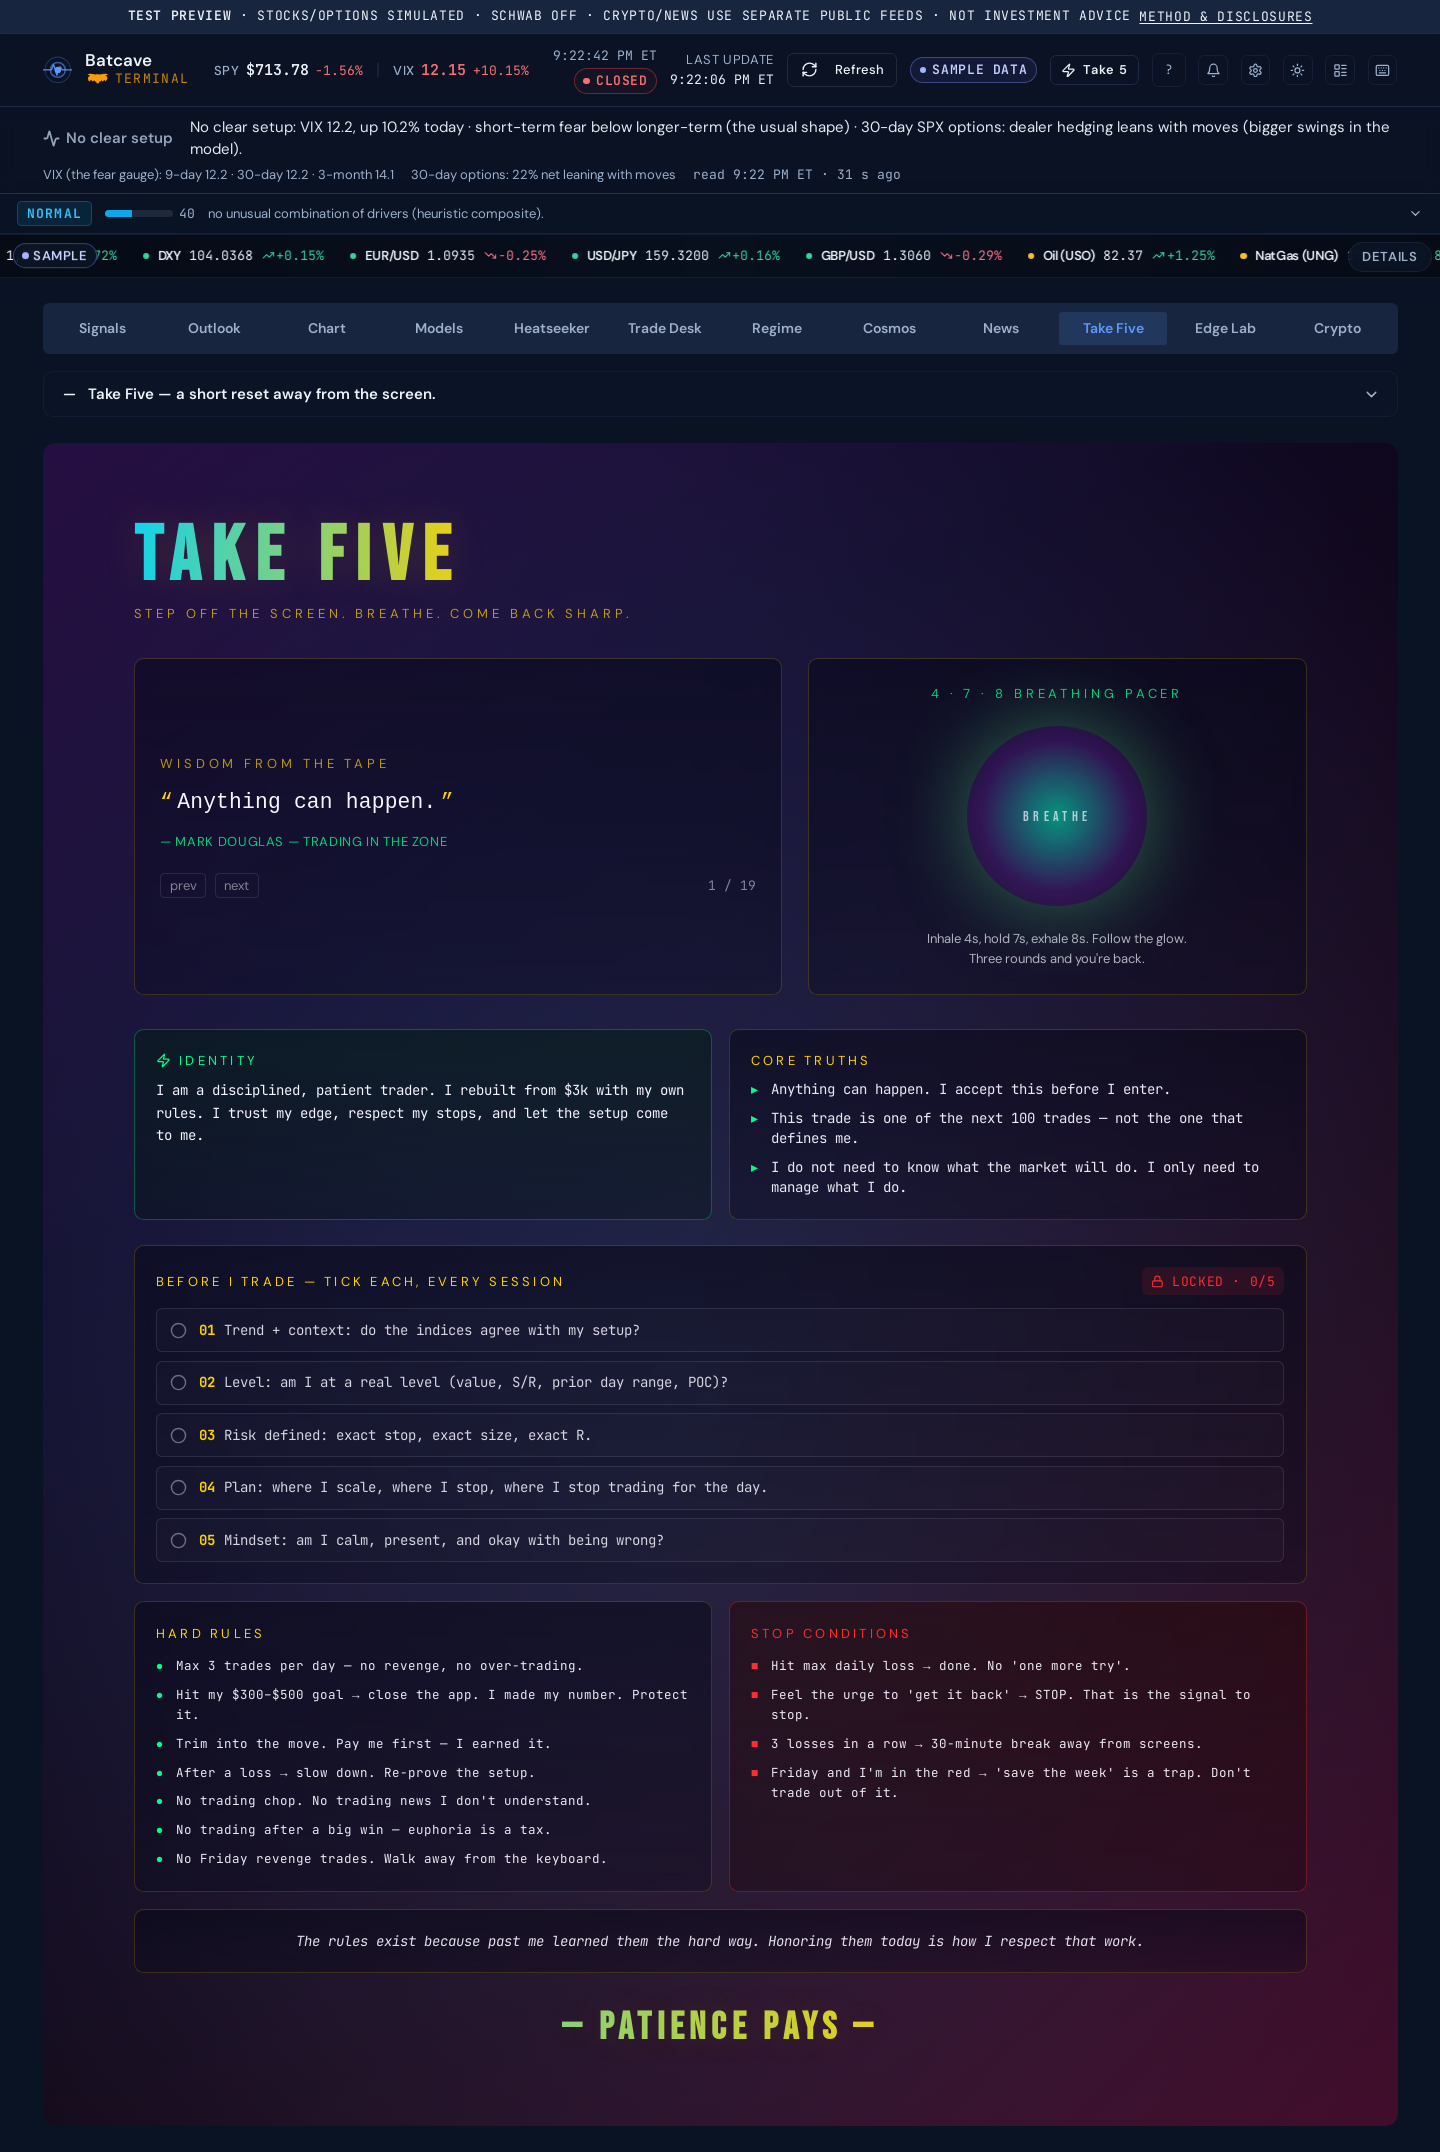 TEST PREVIEW · STOCKS/OPTIONS SIMULATED · SCHWAB OFF · CRYPTO/NEWS USE SEPARATE PUBLIC FEEDS · NOT INVESTMENT ADVICE METHOD & DISCLOSURES
Batcave
TERMINAL
SPY $713.78 -1.56%
VIX 12.15 +10.15%
9:22:42 PM ET
CLOSED
LAST UPDATE
9:22:06 PM ET
Refresh
SAMPLE DATA
Take 5
?
No clear setup
No clear setup: VIX 12.2, up 10.2% today · short-term fear below longer-term (the usual shape) · 30-day SPX options: dealer hedging leans with moves (bigger swings in the
model).
VIX (the fear gauge): 9-day 12.2 · 30-day 12.2 · 3-month 14.1 30-day options: 22% net leaning with moves read 9:22 PM ET · 31 s ago
NORMAL 40 no unusual combination of drivers (heuristic composite).
SAMPLE 72% DXY 104.0368 +0.15% EUR/USD 1.0935 -0.25% USD/JPY 159.3200 +0.16% GBP/USD 1.3060 -0.29% Oil (USO) 82.37 +1.25% NatGas (UNG) DETAILS
Signals Outlook Chart Models Heatseeker Trade Desk Regime Cosmos News Take Five Edge Lab Crypto
— Take Five — a short reset away from the screen.
TAKE FIVE
STEP OFF THE SCREEN. BREATHE. COME BACK SHARP.
WISDOM FROM THE TAPE
“Anything can happen.”
— MARK DOUGLAS — TRADING IN THE ZONE
prev next 1 / 19
4 · 7 · 8 BREATHING PACER
BREATHE
Inhale 4s, hold 7s, exhale 8s. Follow the glow.
Three rounds and you're back.
IDENTITY
I am a disciplined, patient trader. I rebuilt from $3k with my own
rules. I trust my edge, respect my stops, and let the setup come
to me.
CORE TRUTHS
▸ Anything can happen. I accept this before I enter.
▸ This trade is one of the next 100 trades — not the one that
defines me.
▸ I do not need to know what the market will do. I only need to
manage what I do.
BEFORE I TRADE — TICK EACH, EVERY SESSION
LOCKED · 0/5
01 Trend + context: do the indices agree with my setup?
02 Level: am I at a real level (value, S/R, prior day range, POC)?
03 Risk defined: exact stop, exact size, exact R.
04 Plan: where I scale, where I stop, where I stop trading for the day.
05 Mindset: am I calm, present, and okay with being wrong?
HARD RULES
● Max 3 trades per day — no revenge, no over-trading.
● Hit my $300–$500 goal → close the app. I made my number. Protect
it.
● Trim into the move. Pay me first — I earned it.
● After a loss → slow down. Re-prove the setup.
● No trading chop. No trading news I don't understand.
● No trading after a big win — euphoria is a tax.
● No Friday revenge trades. Walk away from the keyboard.
STOP CONDITIONS
■ Hit max daily loss → done. No 'one more try'.
■ Feel the urge to 'get it back' → STOP. That is the signal to
stop.
■ 3 losses in a row → 30-minute break away from screens.
■ Friday and I'm in the red → 'save the week' is a trap. Don't
trade out of it.
The rules exist because past me learned them the hard way. Honoring them today is how I respect that work.
— PATIENCE PAYS —